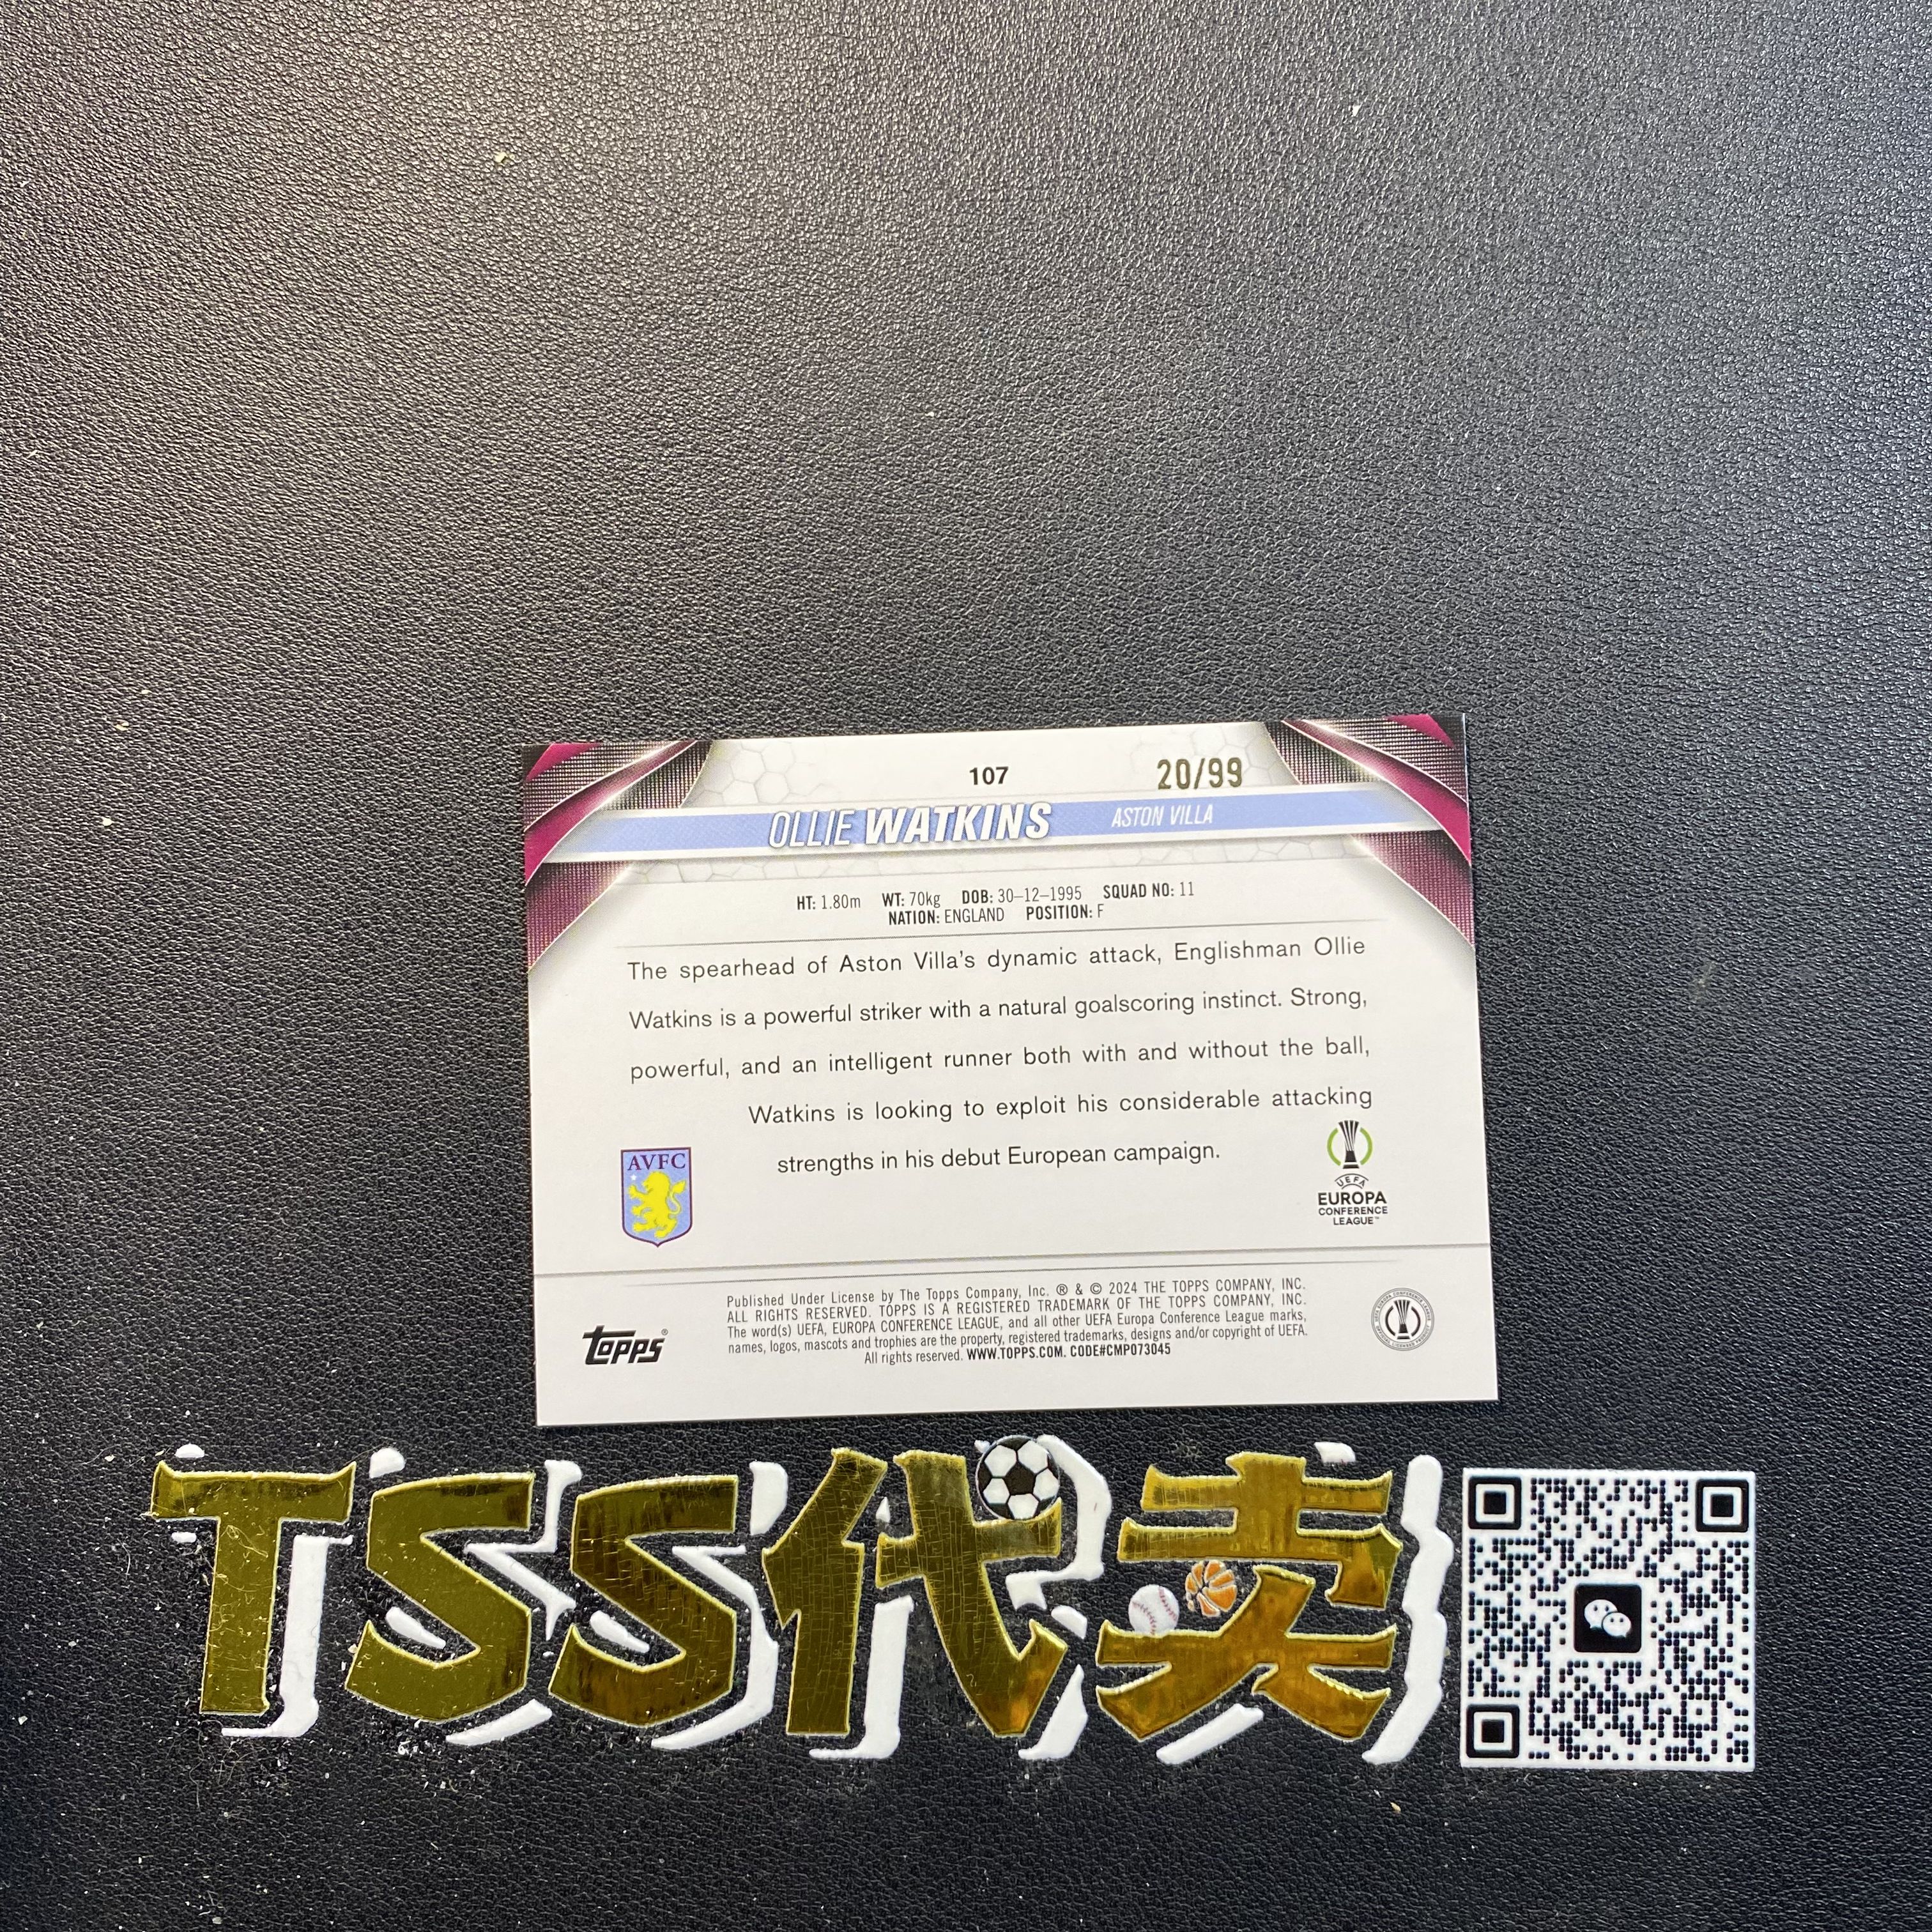 107 20/99
OLLIE WATKINS ASTON VILLA
HT: 1.80m WT: 70kg DOB: 30–12–1995 SQUAD NO: 11
NATION: ENGLAND POSITION: F
The spearhead of Aston Villa's dynamic attack, Englishman Ollie
Watkins is a powerful striker with a natural goalscoring instinct. Strong,
powerful, and an intelligent runner both with and without the ball,
Watkins is looking to exploit his considerable attacking
strengths in his debut European campaign.
AVFC
UEFA
EUROPA
CONFERENCE
LEAGUE™
Published Under License by The Topps Company, Inc. ® & © 2024 THE TOPPS COMPANY, INC.
ALL RIGHTS RESERVED. TOPPS IS A REGISTERED TRADEMARK OF THE TOPPS COMPANY, INC.
The word(s) UEFA, EUROPA CONFERENCE LEAGUE, and all other UEFA Europa Conference League marks,
names, logos, mascots and trophies are the property, registered trademarks, designs and/or copyright of UEFA.
All rights reserved. WWW.TOPPS.COM. CODE#CMP073045
topps®
TSS代卖